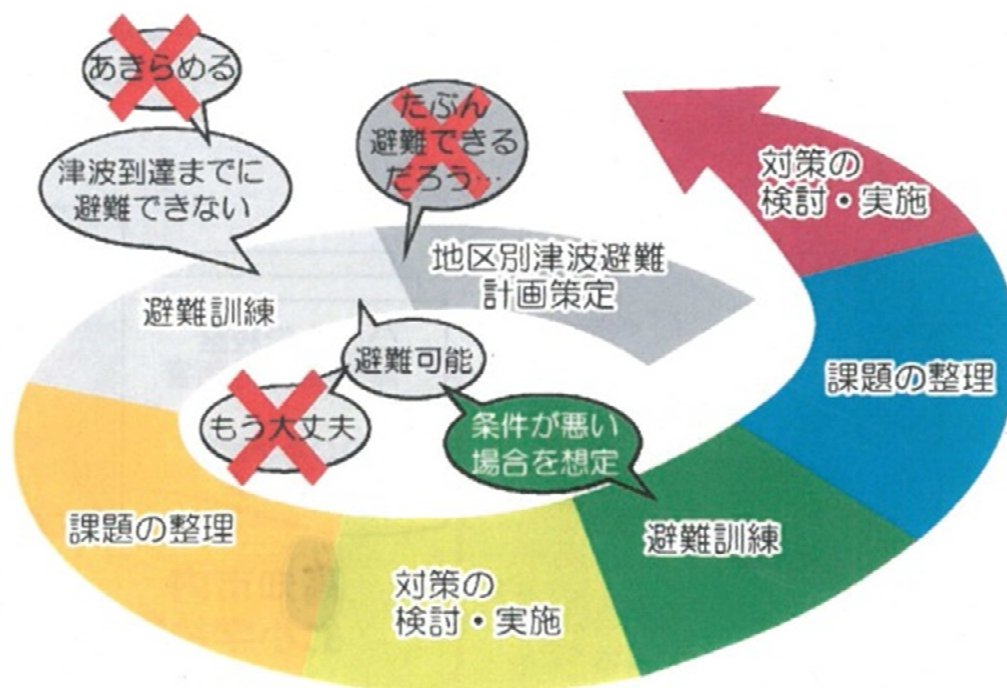 あきらめる
津波到達までに
避難できない
たぶん
避難できる
だろう…
地区別津波避難
計画策定
避難訓練
避難可能
もう大丈夫
条件が悪い
場合を想定
課題の整理
対策の
検討・実施
避難訓練
課題の整理
対策の
検討・実施